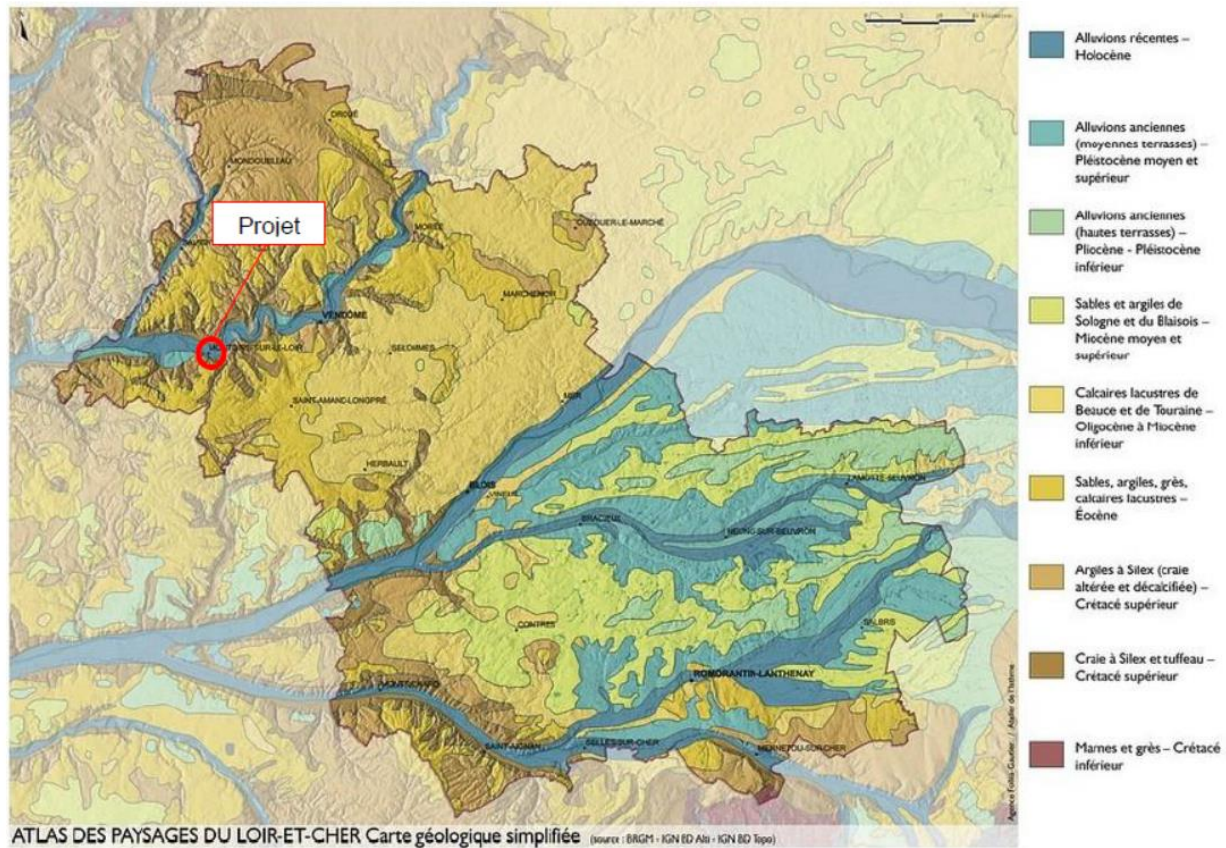 Projet
DROUÉ
MONDOUBLEAU
MORÉE
OUZOUER-LE-MARCHÉ
MARCHENOIR
VENDÔME
SELOMMES
SAINT-AMAND-LONGPRÉ
HERBAULT
MER
BLOIS
VINEUIL
BRACIEUX
LAMOTTE-BEUVRON
NEUNG-SUR-BEUVRON
CONTRES
SALBRIS
ROMORANTIN-LANTHENAY
MONTRICHARD
SAINT-AIGNAN
SELLES-SUR-CHER
MENNETOU-SUR-CHER
Alluvions récentes –
Holocène
Alluvions anciennes
(moyennes terrasses) –
Pléistocène moyen et
supérieur
Alluvions anciennes
(hautes terrasses) –
Pliocène - Pléistocène
inférieur
Sables et argiles de
Sologne et du Blaisois –
Miocène moyen et
supérieur
Calcaires lacustres de
Beauce et de Touraine –
Oligocène à Miocène
inférieur
Sables, argiles, grès,
calcaires lacustres –
Éocène
Argiles à Silex (craie
altérée et décalcifiée) –
Crétacé supérieur
Craie à Silex et tuffeau –
Crétacé supérieur
Marnes et grès – Crétacé
inférieur
ATLAS DES PAYSAGES DU LOIR-ET-CHER Carte géologique simplifiée (source : BRGM - IGN BD Alti - IGN BD Topo)